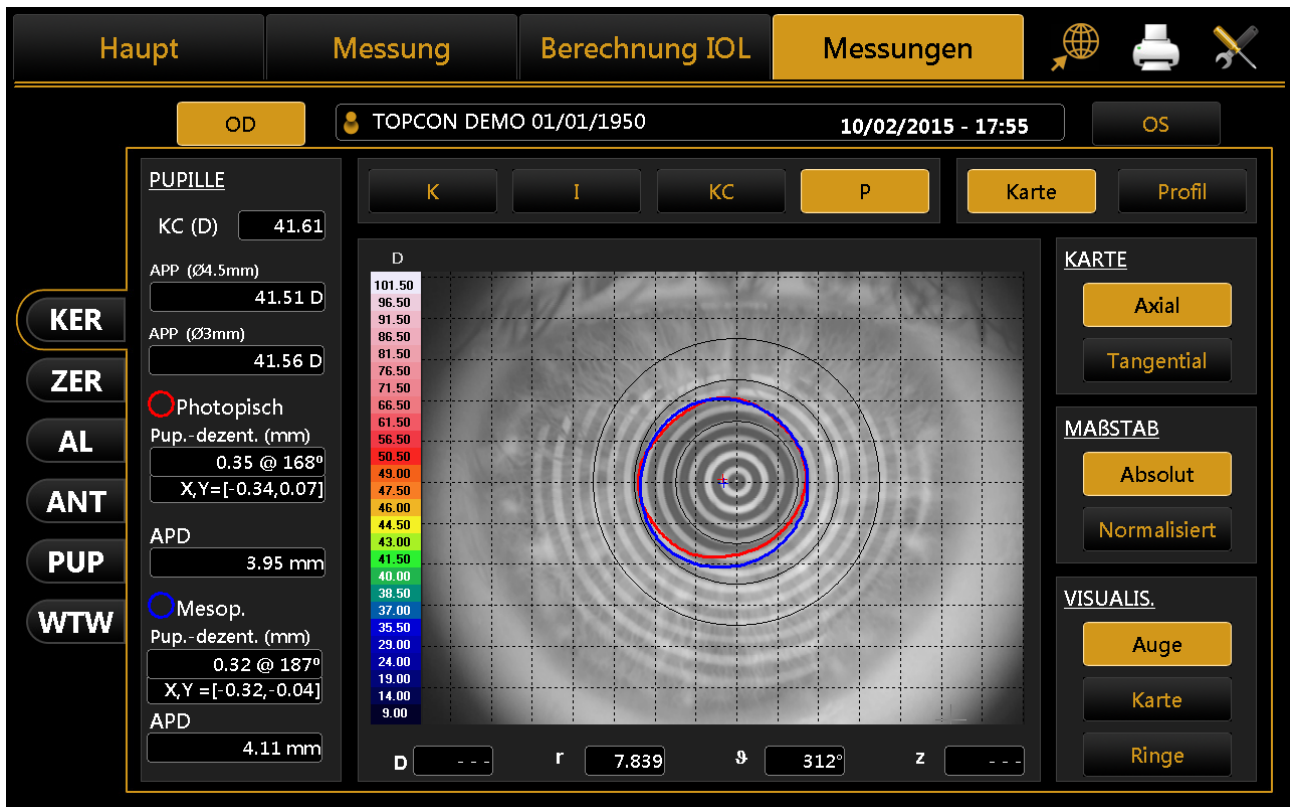 Haupt
Messung
Berechnung IOL
Messungen
OD
TOPCON DEMO 01/01/1950
10/02/2015 - 17:55
OS
KER
ZER
AL
ANT
PUP
WTW
PUPILLE
KC (D) 41.61
APP (Ø4.5mm)
41.51 D
APP (Ø3mm)
41.56 D
Photopisch
Pup.-dezent. (mm)
0.35 @ 168º
X,Y=[-0.34,0.07]
APD
3.95 mm
Mesop.
Pup.-dezent. (mm)
0.32 @ 187º
X,Y =[-0.32,-0.04]
APD
4.11 mm
K
I
KC
P
Karte
Profil
D
101.50
96.50
91.50
86.50
81.50
76.50
71.50
66.50
61.50
56.50
50.50
49.00
47.50
46.00
44.50
43.00
41.50
40.00
38.50
37.00
35.50
29.00
24.00
19.00
14.00
9.00
D - - - r 7.839 ϑ 312° z - - -
KARTE
Axial
Tangential
MAßSTAB
Absolut
Normalisiert
VISUALIS.
Auge
Karte
Ringe